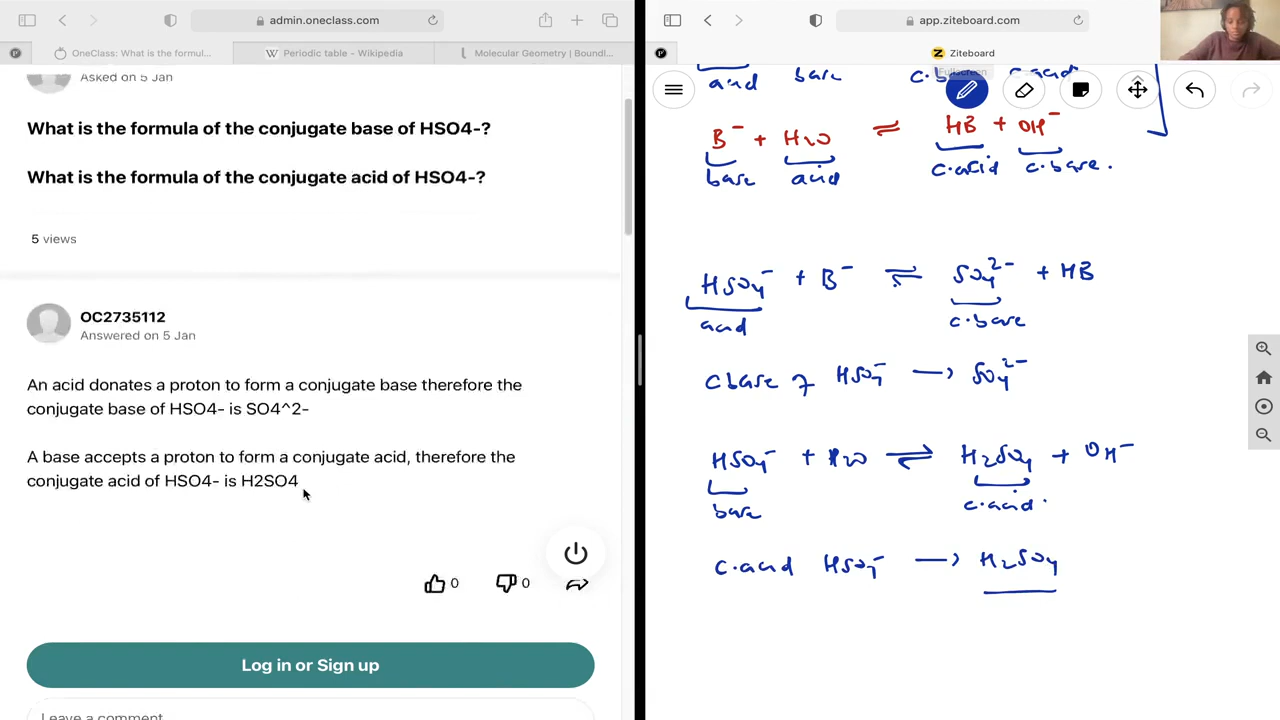 admin.oneclass.com
OneClass: What is the formul...
Periodic table - Wikipedia
Molecular Geometry | Boundl...
Asked on 5 Jan
What is the formula of the conjugate base of HSO4-?
What is the formula of the conjugate acid of HSO4-?
5 views
OC2735112
Answered on 5 Jan
An acid donates a proton to form a conjugate base therefore the
conjugate base of HSO4- is SO4^2-
A base accepts a proton to form a conjugate acid, therefore the
conjugate acid of HSO4- is H2SO4
0
0
Log in or Sign up
Leave a comment
app.ziteboard.com
Ziteboard
Fullscreen
acid base c.b c.acid
B⁻ + H₂O ⇌ HB + OH⁻
base acid c.acid c.base.
HSO₄⁻ + B⁻ ⇌ SO₄²⁻ + HB
acid c.base
cbase of HSO₄⁻ → SO₄²⁻
HSO₄⁻ + H₂O ⇌ H₂SO₄ + OH⁻
base c.acid.
c.acid HSO₄⁻ → H₂SO₄